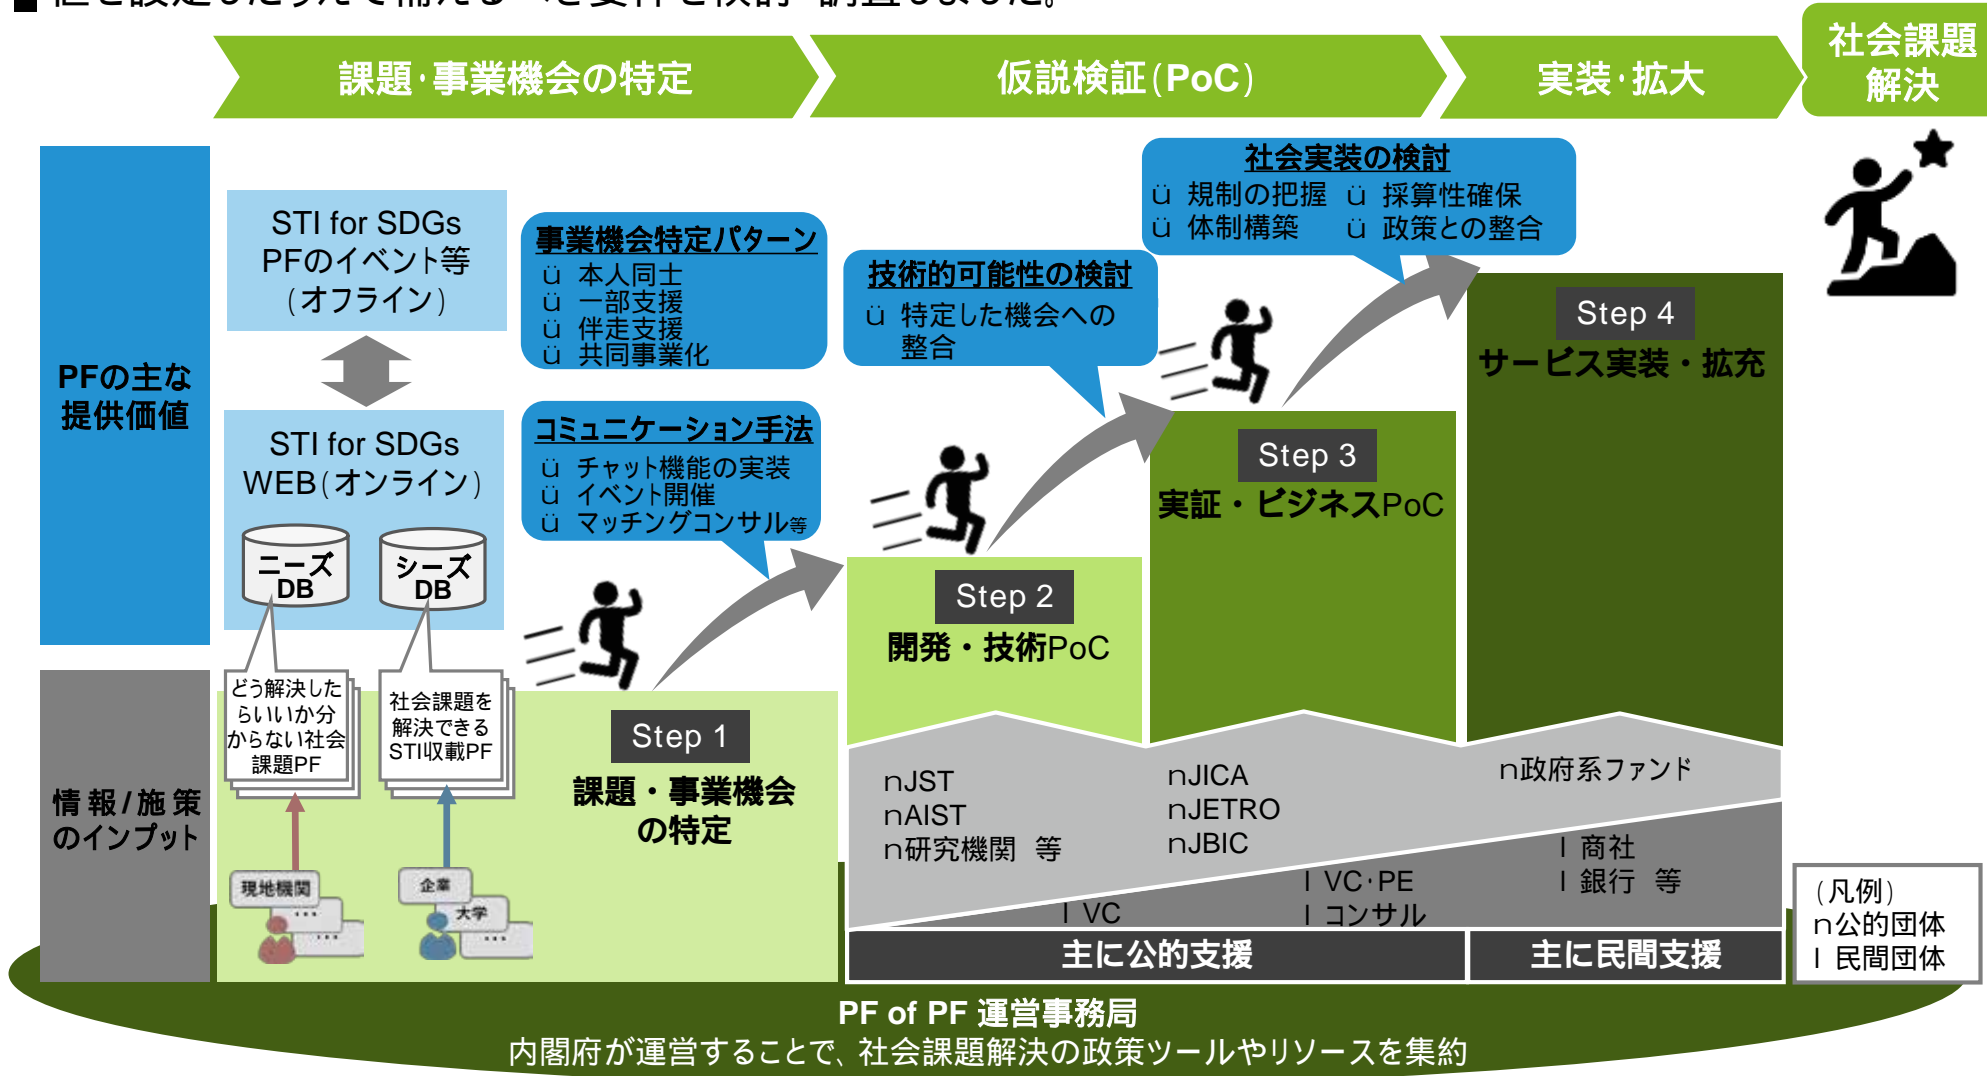 課題･事業機会の特定
仮説検証(PoC)
実装･拡大
社会課題
解決
PFの主な
提供価値
STI for SDGs
PFのイベント等
(オフライン)
STI for SDGs
WEB(オンライン)
ニーズ
DB
シーズ
DB
事業機会特定パターン
ü 本人同士
ü 一部支援
ü 伴走支援
ü 共同事業化
コミュニケーション手法
ü チャット機能の実装
ü イベント開催
ü マッチングコンサル等
技術的可能性の検討
ü 特定した機会への
整合
社会実装の検討
ü 規制の把握 ü 採算性確保
ü 体制構築 ü 政策との整合
Step 4
サービス実装・拡充
Step 3
実証・ビジネスPoC
Step 2
開発・技術PoC
Step 1
課題・事業機会
の特定
情報/施策
のインプット
どう解決した
らいいか分
からない社会
課題PF
社会課題を
解決できる
STI収載PF
現地機関
...
...
企業
大学
...
nJST
nAIST
n研究機関 等
nJICA
nJETRO
nJBIC
n政府系ファンド
l VC
l VC･PE
l コンサル
l 商社
l 銀行 等
主に公的支援
主に民間支援
(凡例)
n公的団体
l 民間団体
PF of PF 運営事務局
内閣府が運営することで、社会課題解決の政策ツールやリソースを集約